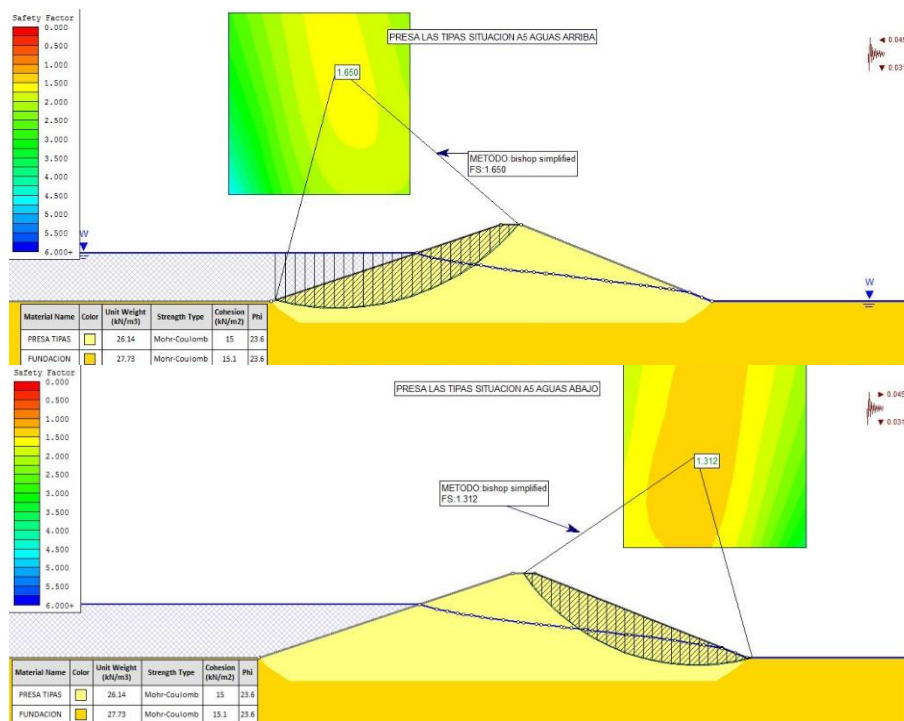 Safety Factor
0.000
0.500
1.000
1.500
2.000
2.500
3.000
3.500
4.000
4.500
5.000
5.500
6.000+
PRESA LAS TIPAS SITUACION A5 AGUAS ARRIBA
1.650
METODO:bishop simplified
FS:1.650
W
W
Material Name Color Unit Weight (kN/m3) Strength Type Cohesion (kN/m2) Phi
PRESA TIPAS 26.14 Mohr-Coulomb 15 23.6
FUNDACION 27.73 Mohr-Coulomb 15.1 23.6
Safety Factor
0.000
0.500
1.000
1.500
2.000
2.500
3.000
3.500
4.000
4.500
5.000
5.500
6.000+
PRESA LAS TIPAS SITUACION A5 AGUAS ABAJO
1.312
METODO:bishop simplified
FS:1.312
Material Name Color Unit Weight (kN/m3) Strength Type Cohesion (kN/m2) Phi
PRESA TIPAS 26.14 Mohr-Coulomb 15 23.6
FUNDACION 27.73 Mohr-Coulomb 15.1 23.6